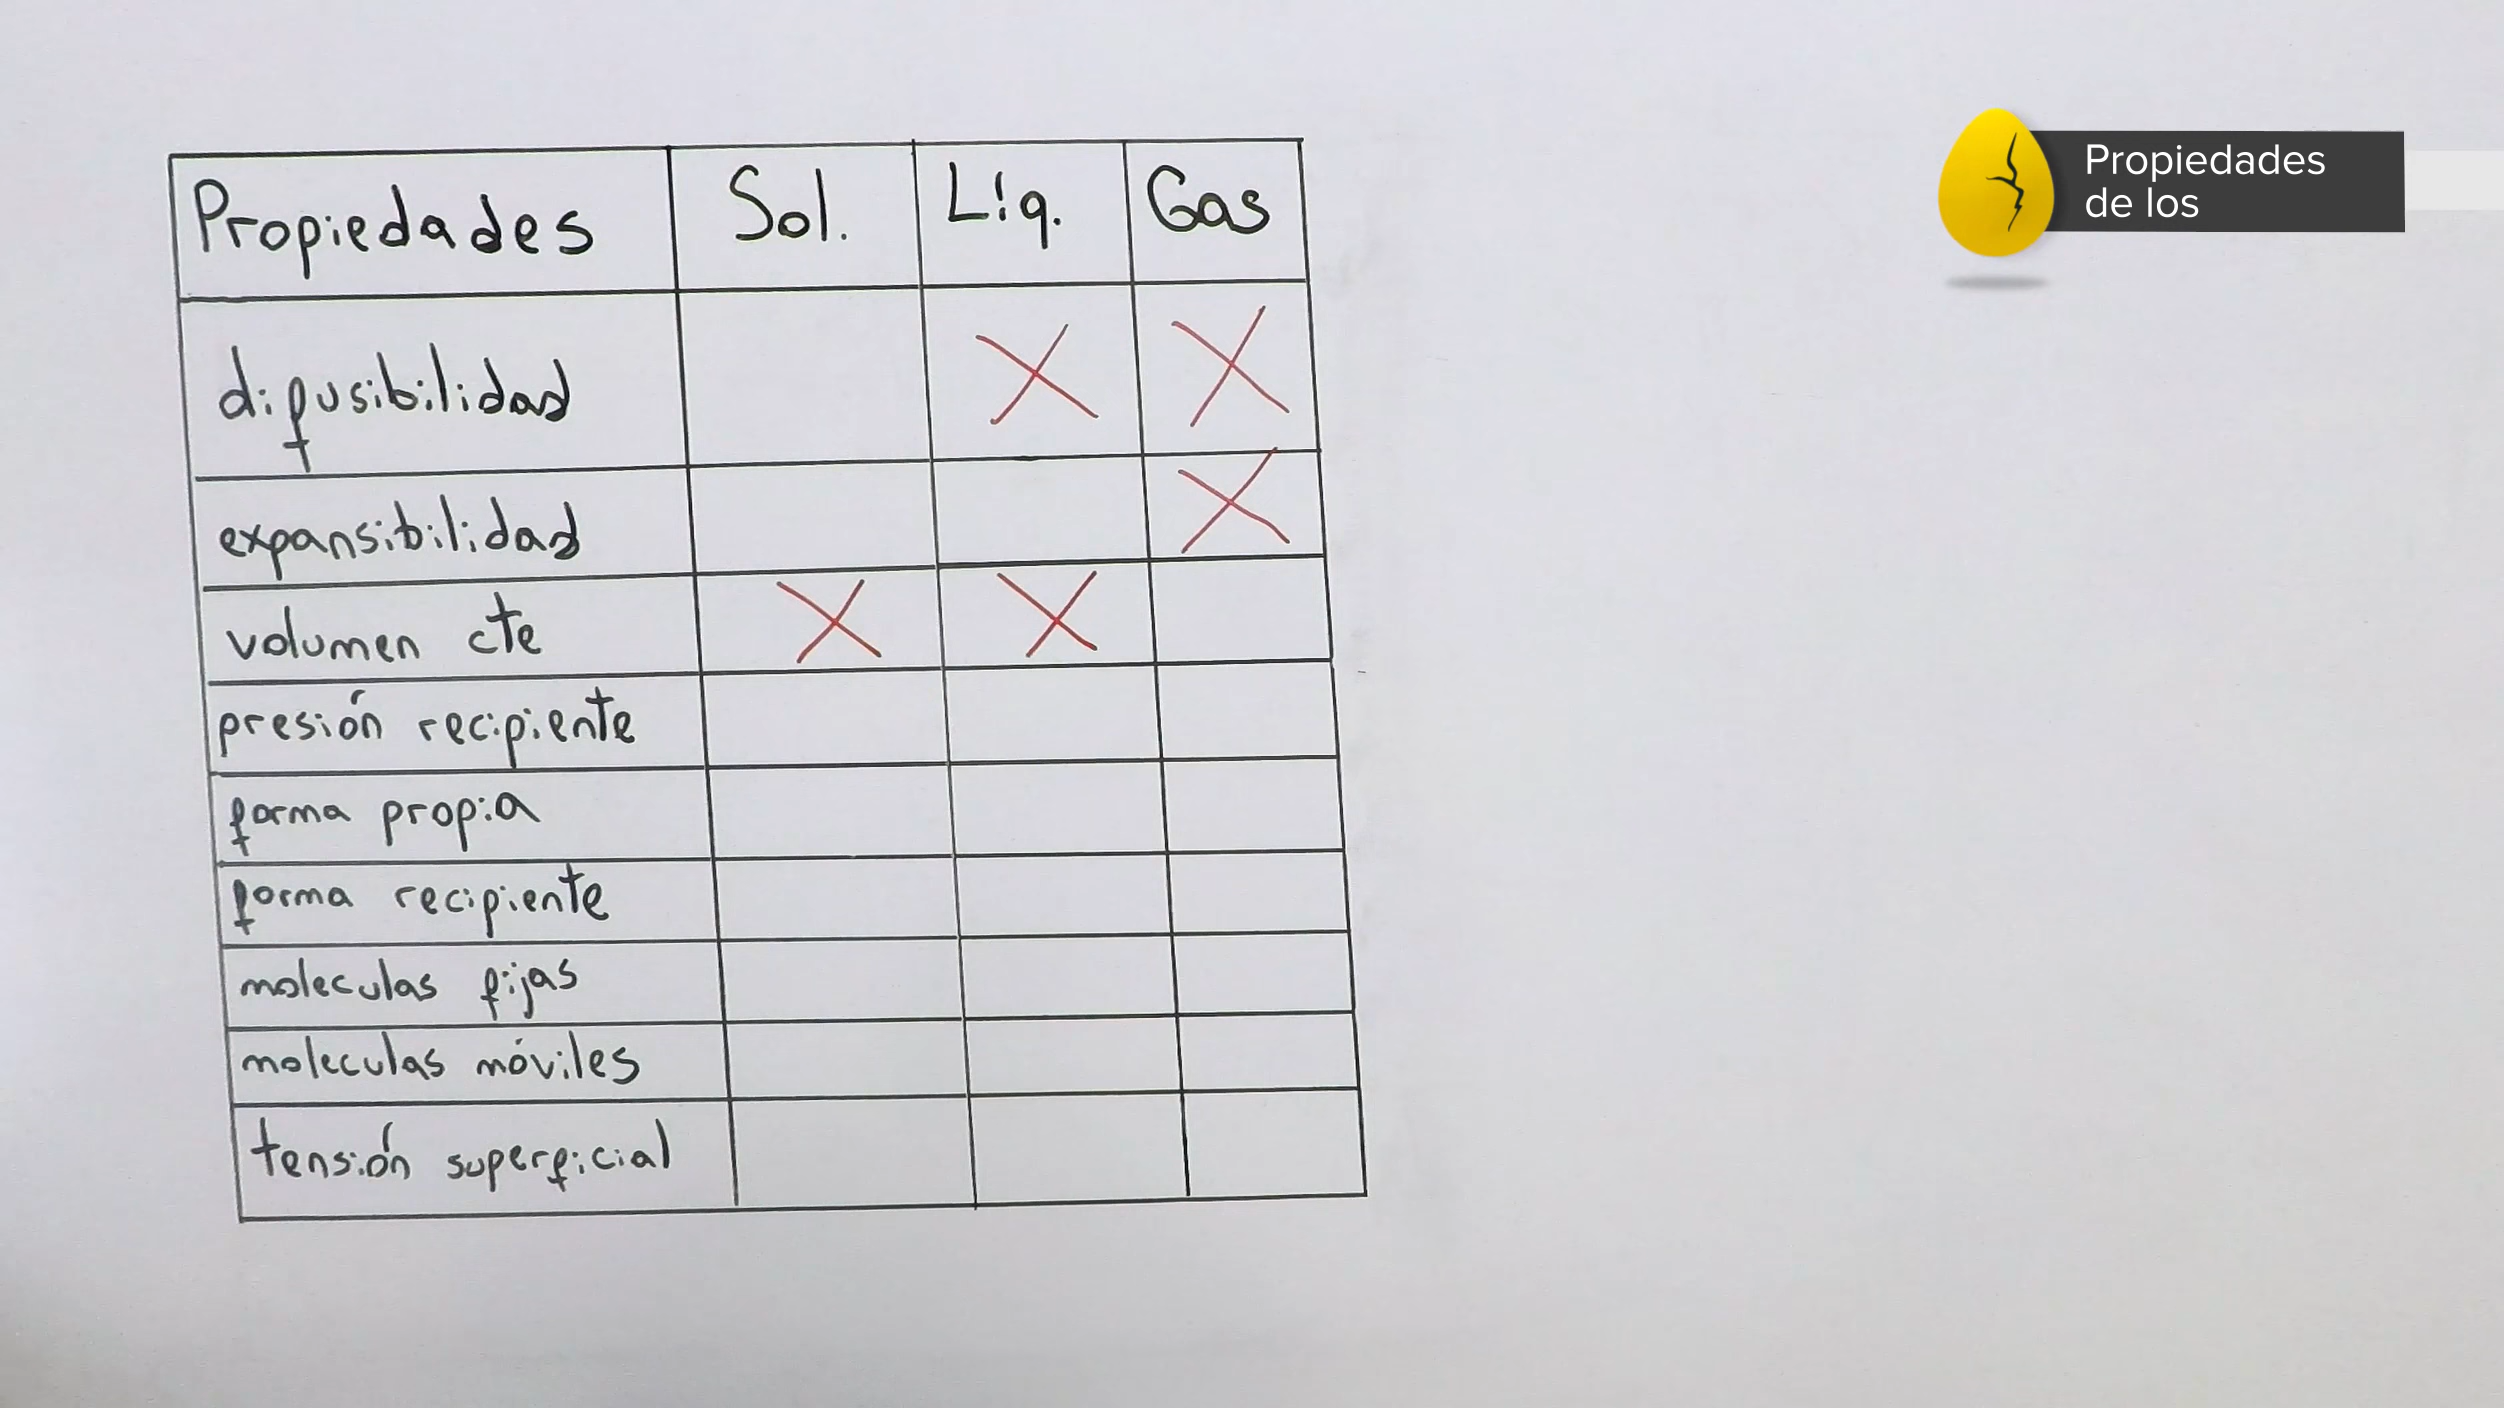 Propiedades Sol. Líq. Gas
difusibilidad X X
expansibilidad X
volumen cte X X
presión recipiente
forma propia
forma recipiente
moleculas fijas
moleculas móviles
tensión superficial
Propiedades
de los